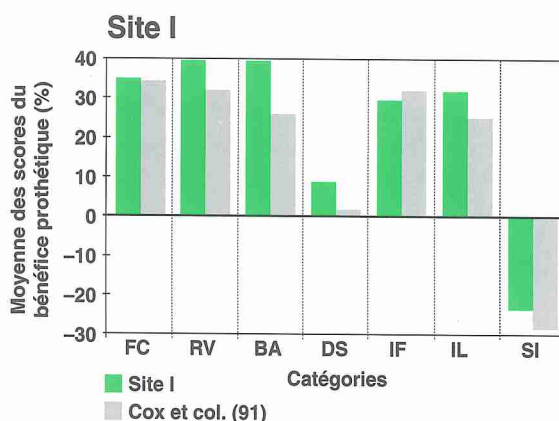 Site I
Moyenne des scores du
bénéfice prothétique (%)
40
30
20
10
0
−10
−20
−30
FC RV BA DS IF IL SI
Catégories
Site I
Cox et col. (91)